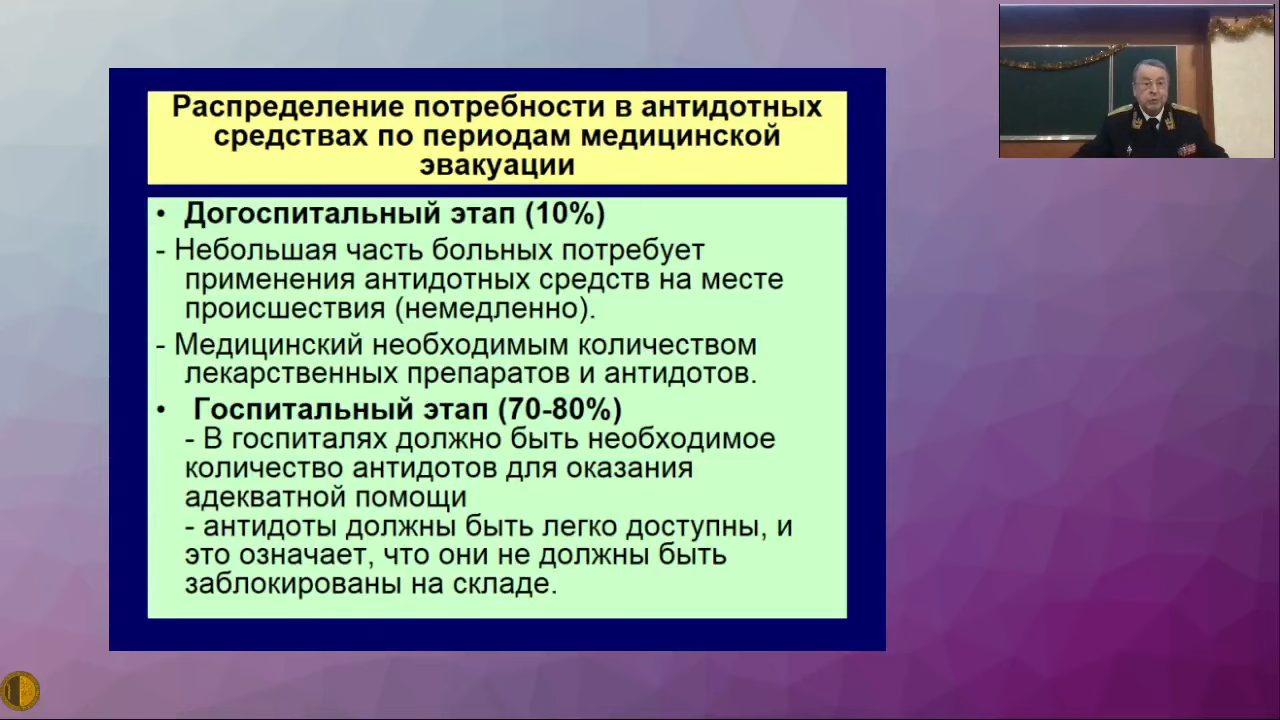 Распределение потребности в антидотных
средствах по периодам медицинской
эвакуации
• Догоспитальный этап (10%)
- Небольшая часть больных потребует
применения антидотных средств на месте
происшествия (немедленно).
- Медицинский необходимым количеством
лекарственных препаратов и антидотов.
• Госпитальный этап (70-80%)
- В госпиталях должно быть необходимое
количество антидотов для оказания
адекватной помощи
- антидоты должны быть легко доступны, и
это означает, что они не должны быть
заблокированы на складе.